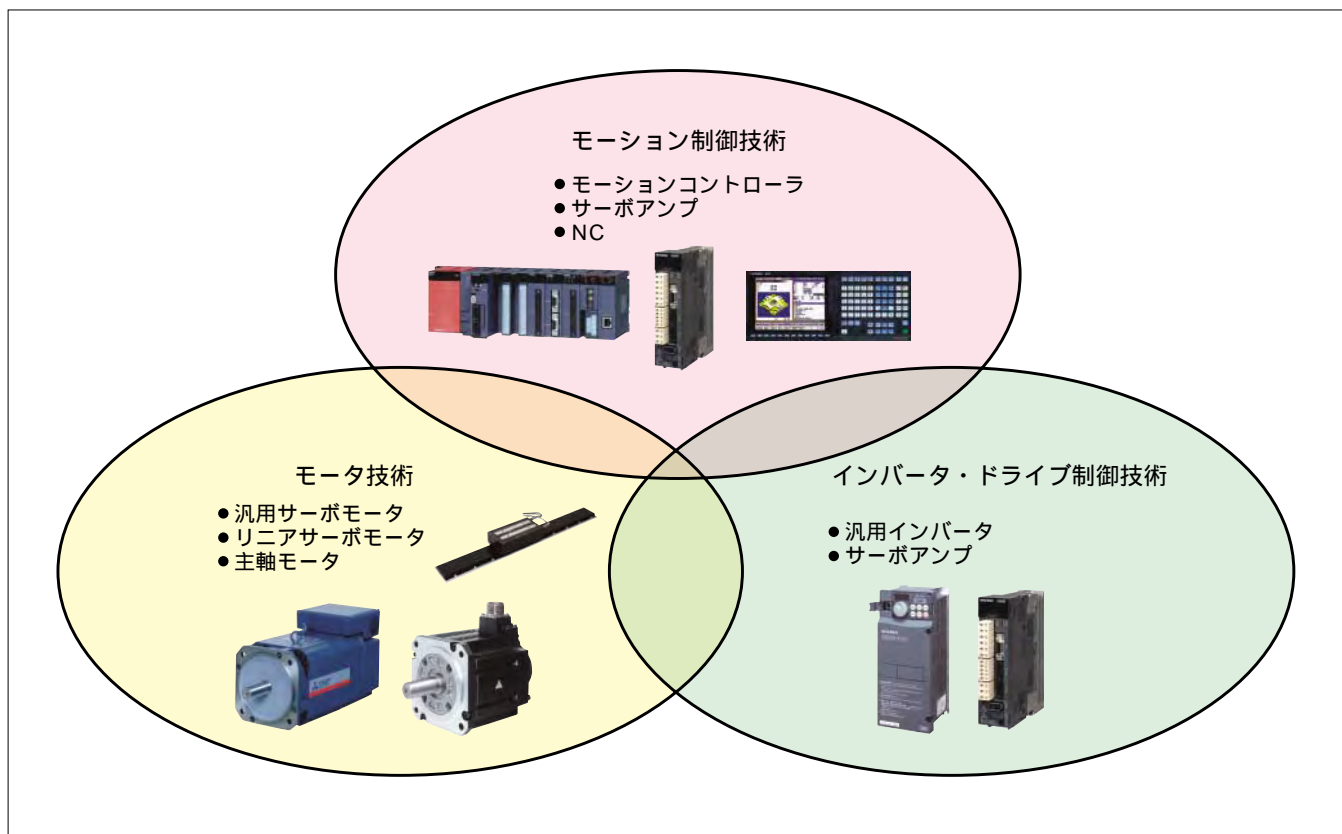 モーション制御技術
● モーションコントローラ
● サーボアンプ
● NC
モータ技術
● 汎用サーボモータ
● リニアサーボモータ
● 主軸モータ
インバータ・ドライブ制御技術
● 汎用インバータ
● サーボアンプ